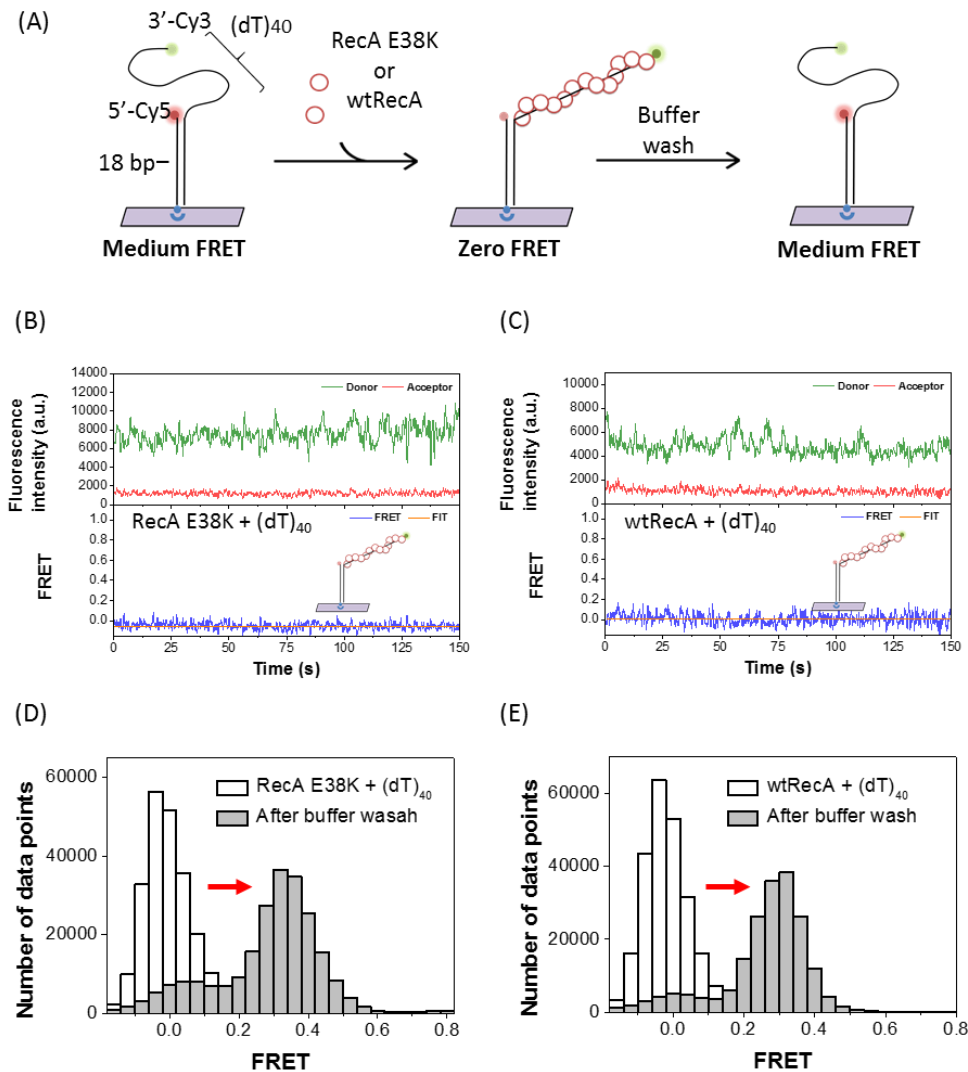 (A)
3'-Cy3 (dT)40
5'-Cy5
18 bp
RecA E38K
or
wtRecA
Buffer
wash
Medium FRET
Zero FRET
Medium FRET
(B)
Fluorescence
intensity (a.u.)
14000
12000
10000
8000
6000
4000
2000
0
Donor Acceptor
RecA E38K + (dT)40
FRET FIT
FRET
1.0
0.8
0.6
0.4
0.2
0.0
0 25 50 75 100 125 150
Time (s)
(C)
Fluorescence
intensity (a.u.)
10000
8000
6000
4000
2000
0
Donor Acceptor
wtRecA + (dT)40
FRET FIT
FRET
1.0
0.8
0.6
0.4
0.2
0.0
0 25 50 75 100 125 150
Time (s)
(D)
Number of data points
60000
40000
20000
0
RecA E38K + (dT)40
After buffer wasah
0.0 0.2 0.4 0.6 0.8
FRET
(E)
Number of data points
60000
40000
20000
0
wtRecA + (dT)40
After buffer wash
0.0 0.2 0.4 0.6 0.8
FRET